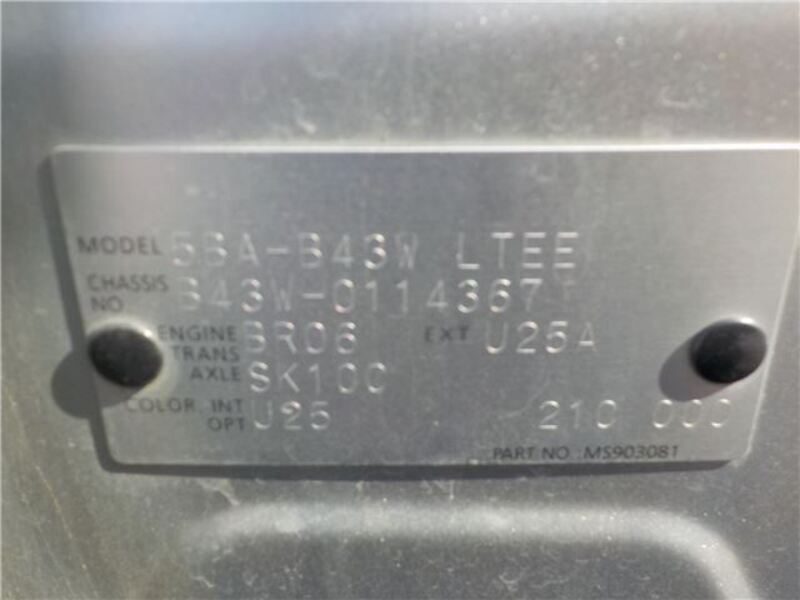 MODEL 5BA-B43W LTEE
CHASSIS NO. B43W-0114367
ENGINE BR06 EXT U25A
TRANS AXLE SK10C
COLOR, INT OPT U25 210 000
PART NO. : MS903081